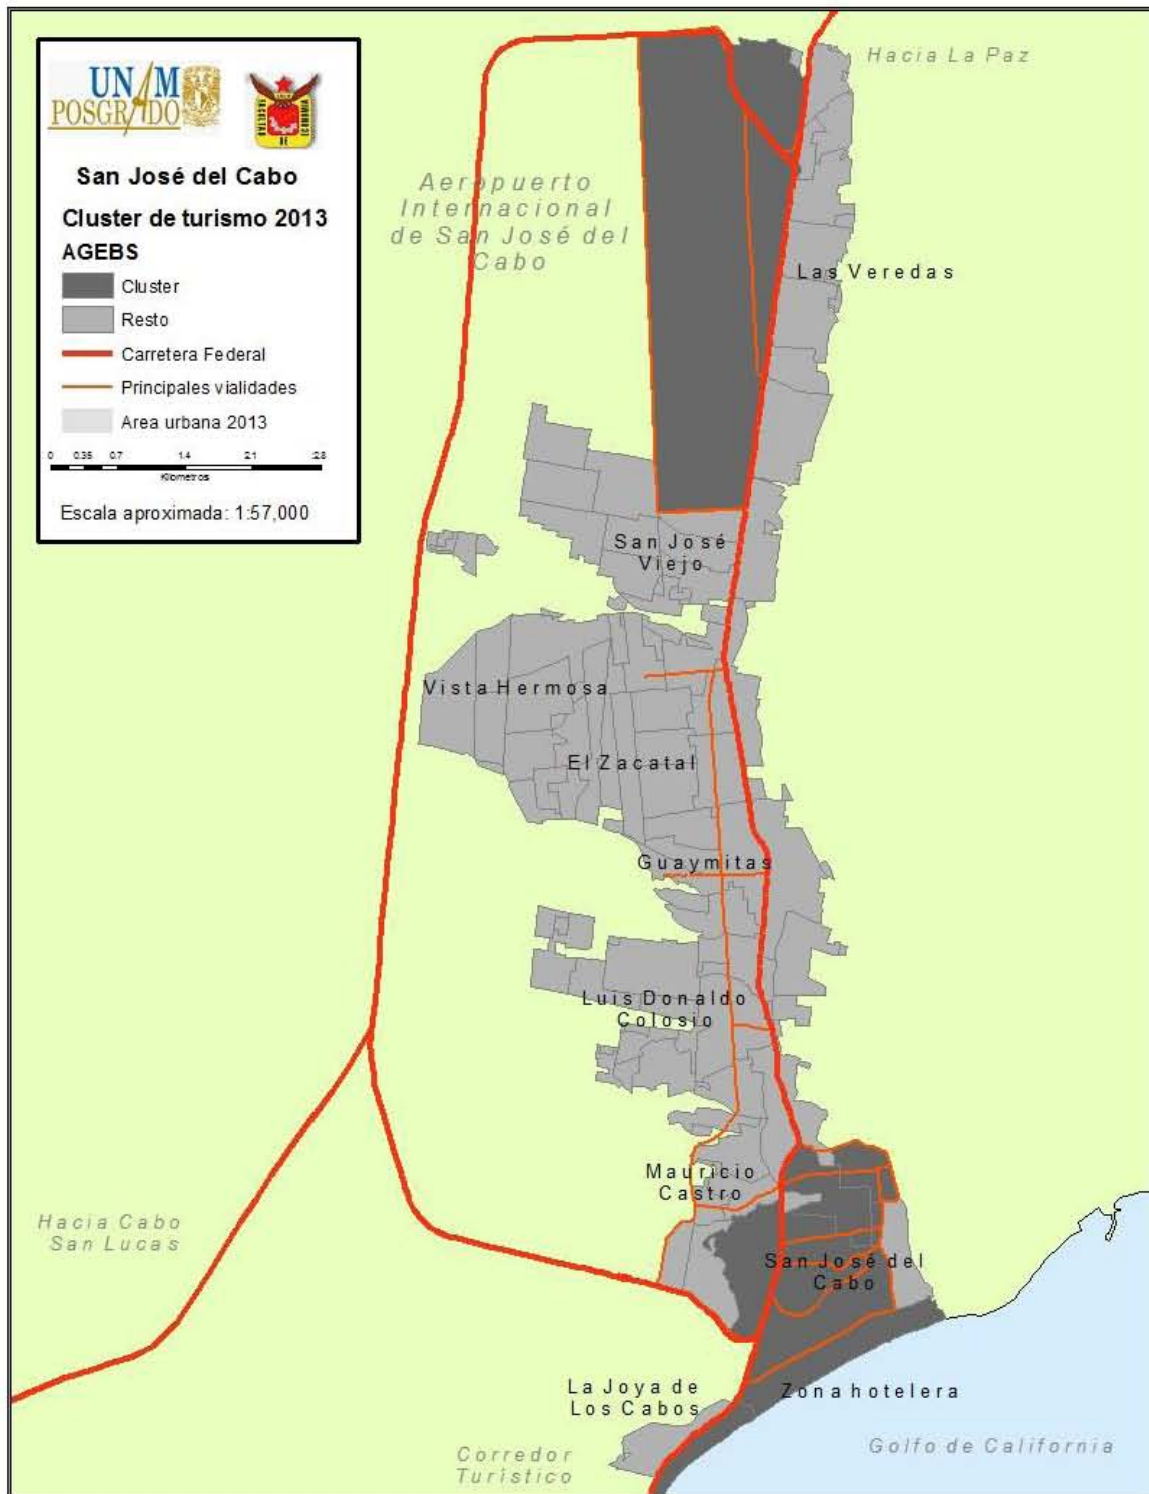 UNAM
POSGRADO
FACULTAD
DE
San José del Cabo
Cluster de turismo 2013
AGEBS
Cluster
Resto
Carretera Federal
Principales vialidades
Area urbana 2013
0 0.35 0.7 1.4 2.1 2.8
Kilometros
Escala aproximada: 1:57,000
Hacia La Paz
Aeropuerto
Internacional
de San José del
Cabo
Las Veredas
San José
Viejo
Vista Hermosa
El Zacatal
Guaymitas
Luis Donaldo
Colosio
Mauricio
Castro
Hacia Cabo
San Lucas
San José del
Cabo
La Joya de
Los Cabos
Zona hotelera
Golfo de California
Corredor
Turístico